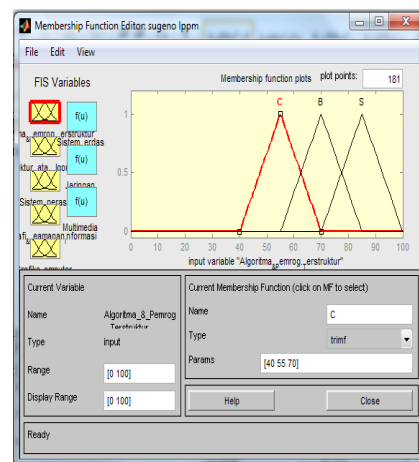 Membership Function Editor: sugeno lppm
File Edit View
FIS Variables
Membership function plots plot points: 181
f(u)
f(u)
Jaringan
f(u)
Multimedia
C B S
1
0.5
0
0 10 20 30 40 50 60 70 80 90 100
input variable "Algoritma_&_Pemrog_Terstruktur"
Current Variable
Name Algoritma_&_Pemrog
Terstruktur
Type input
Range [0 100]
Display Range [0 100]
Current Membership Function (click on MF to select)
Name C
Type trimf
Params [40 55 70]
Help Close
Ready